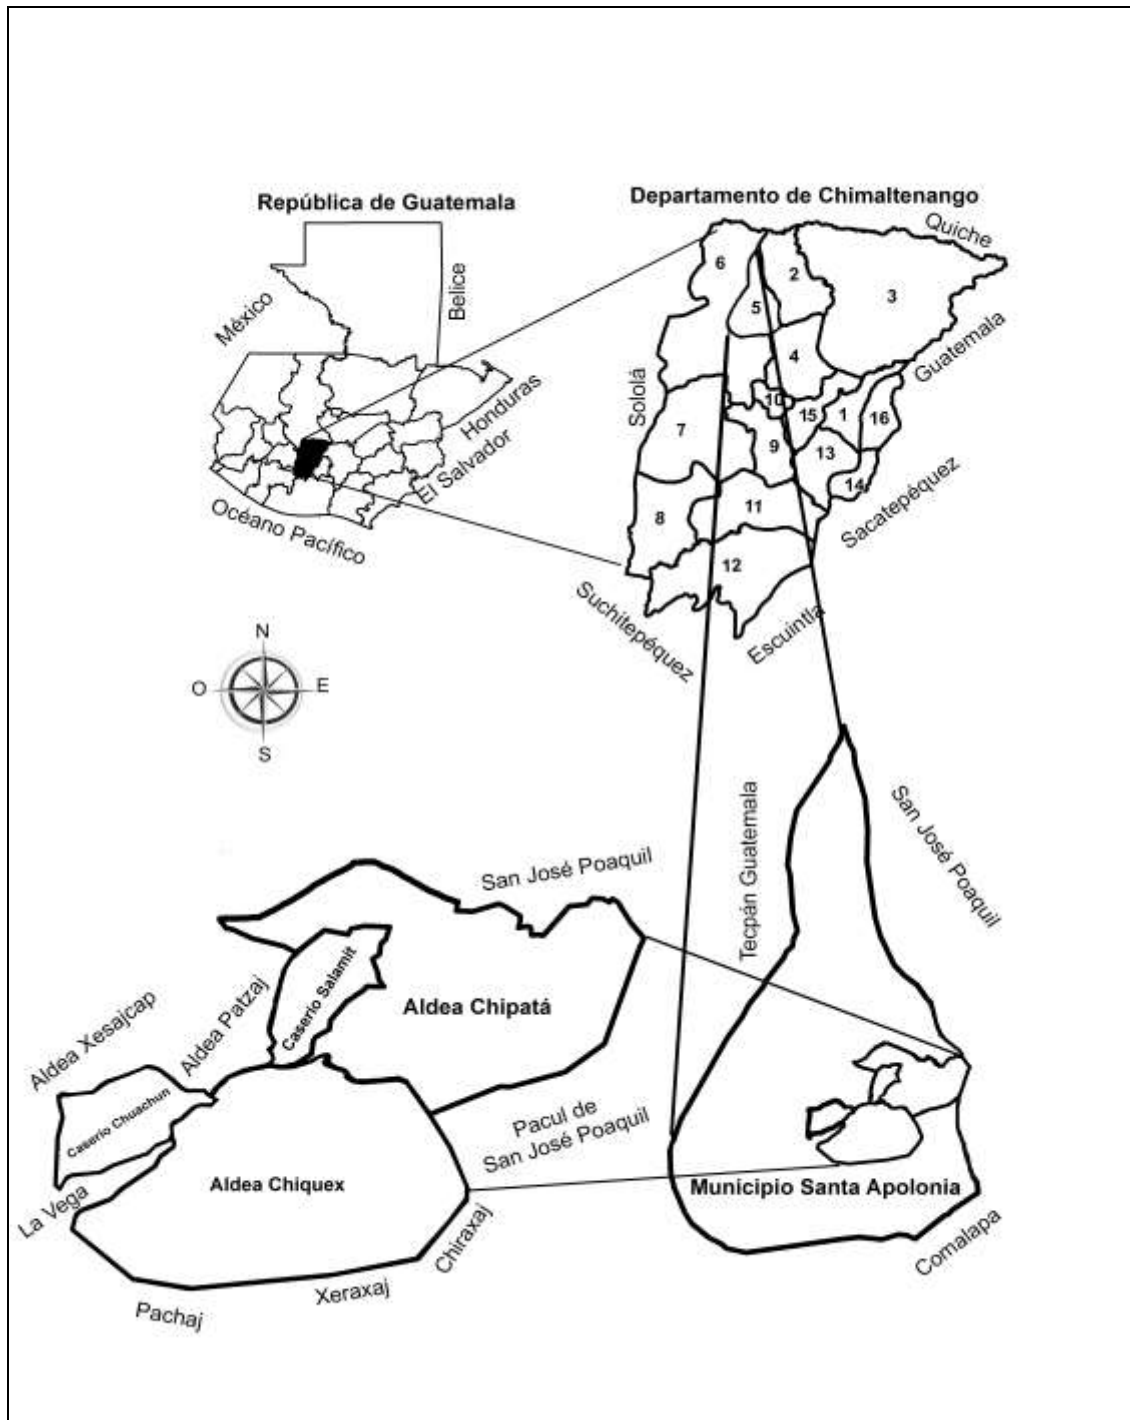 República de Guatemala
Departamento de Chimaltenango
Quiche
México
Belice
Honduras
El Salvador
Océano Pacífico
Sololá
Guatemala
Sacatepéquez
Escuintla
Suchitepéquez
6
2
5
3
4
10
15
1
16
7
9
13
14
8
11
12
N
O
E
S
Tecpán Guatemala
San José Poaquil
San José Poaquil
Aldea Patzaj
Caserio Salamit
Aldea Chipatá
Aldea Xesajcap
Caserio Chuachun
Pacul de
San José Poaquil
La Vega
Aldea Chiquex
Chiraxaj
Xeraxaj
Pachaj
Municipio Santa Apolonia
Comalapa